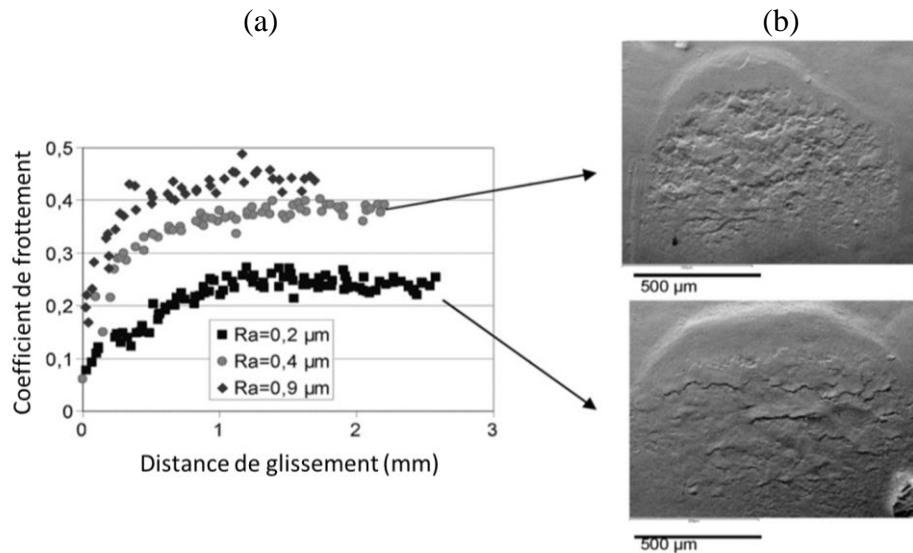 (a)
(b)
Coefficient de frottement
0,5
0,4
0,3
0,2
0,1
0
Ra=0,2 µm
Ra=0,4 µm
Ra=0,9 µm
0
1
2
3
Distance de glissement (mm)
500 µm
500 µm